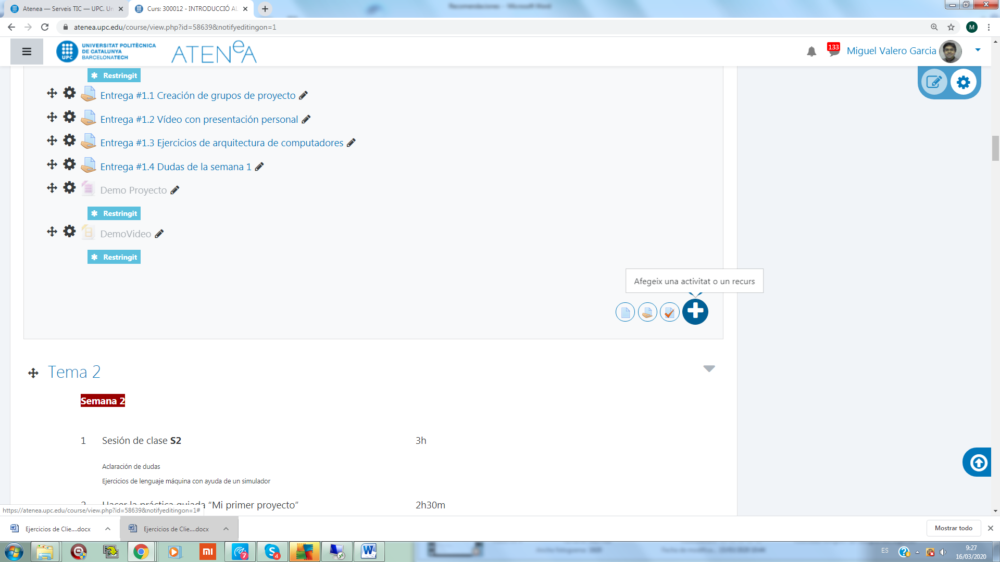 Atenea — Serveis TIC — UPC. Un
Curs: 300012 - INTRODUCCIÓ AL
Recomendaciones - Microsoft Word
atenea.upc.edu/course/view.php?id=58639&notifyeditingon=1
M
UPC
UNIVERSITAT POLITÈCNICA
DE CATALUNYA
BARCELONATECH
ATENeA
133
Miguel Valero Garcia
Restringit
Entrega #1.1 Creación de grupos de proyecto
Entrega #1.2 Vídeo con presentación personal
Entrega #1.3 Ejercicios de arquitectura de computadores
Entrega #1.4 Dudas de la semana 1
Demo Proyecto
Restringit
DemoVideo
Restringit
Afegeix una activitat o un recurs
Tema 2
Semana 2
1 Sesión de clase S2 3h
Aclaración de dudas
Ejercicios de lenguaje máquina con ayuda de un simulador
2 Hacer la práctica guiada “Mi primer proyecto” 2h30m
https://atenea.upc.edu/course/view.php?id=58639&notifyeditingon=1#
Ejercicios de Clie....docx
Ejercicios de Clie....docx
Mostrar todo
mi
7
S
4
W
ES
9:27
16/03/2020